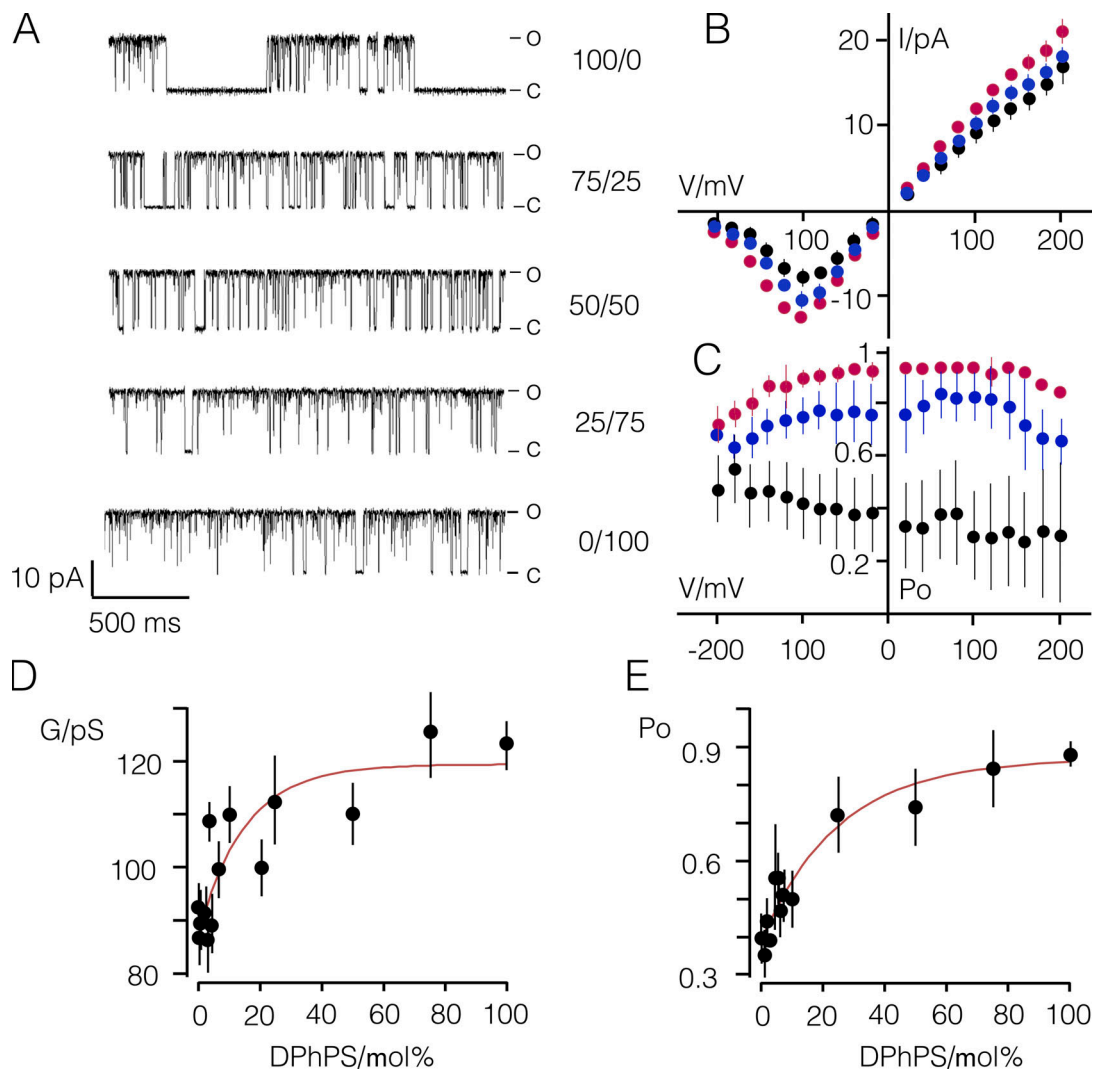 A
O
C
100/0
O
C
75/25
O
C
50/50
O
C
25/75
O
C
0/100
10 pA
500 ms
B
I/pA
20
10
V/mV
100
100
200
-10
C
1
0.6
0.2
V/mV
Po
-200
100
0
100
200
D
G/pS
120
100
80
0
20
40
60
80
100
DPhPS/mol%
E
Po
0.9
0.6
0.3
0
20
40
60
80
100
DPhPS/mol%